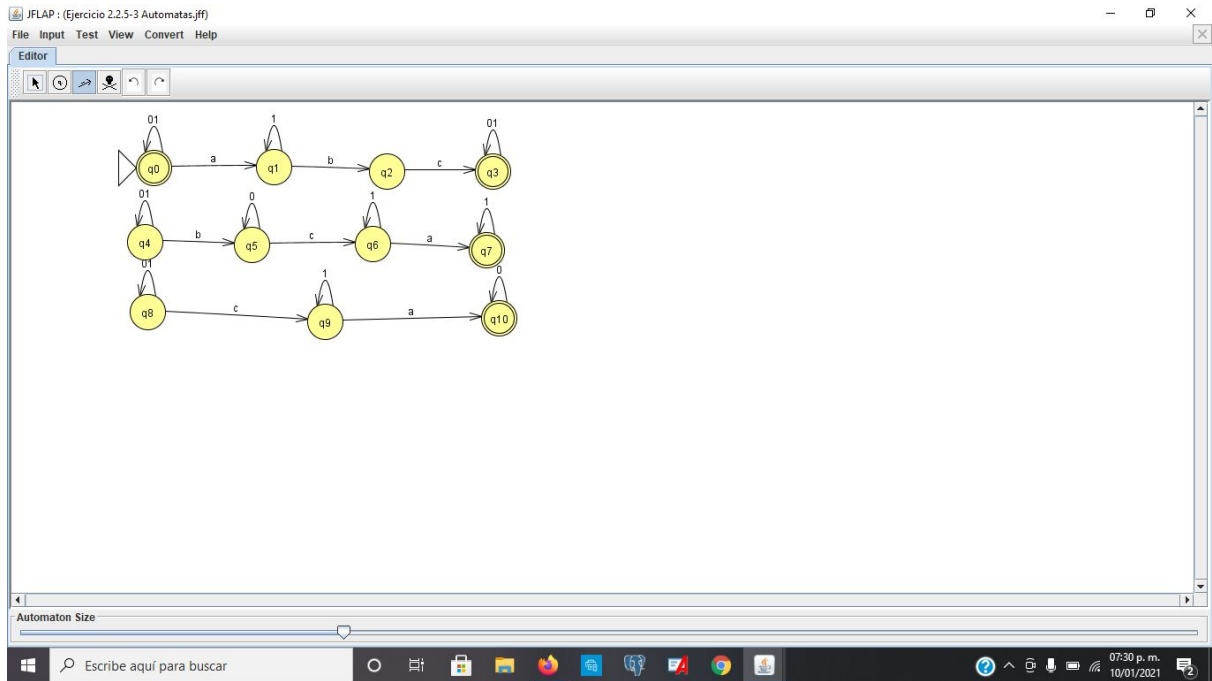 JFLAP : (Ejercicio 2.2.5-3 Automatas.jff)
File Input Test View Convert Help
Editor
01 1 01
q0 a q1 b q2 c q3
01 0 1 1
q4 b q5 c q6 a q7
01 1 0
q8 c q9 a q10
Automaton Size
Escribe aquí para buscar
07:30 p. m.
10/01/2021
2